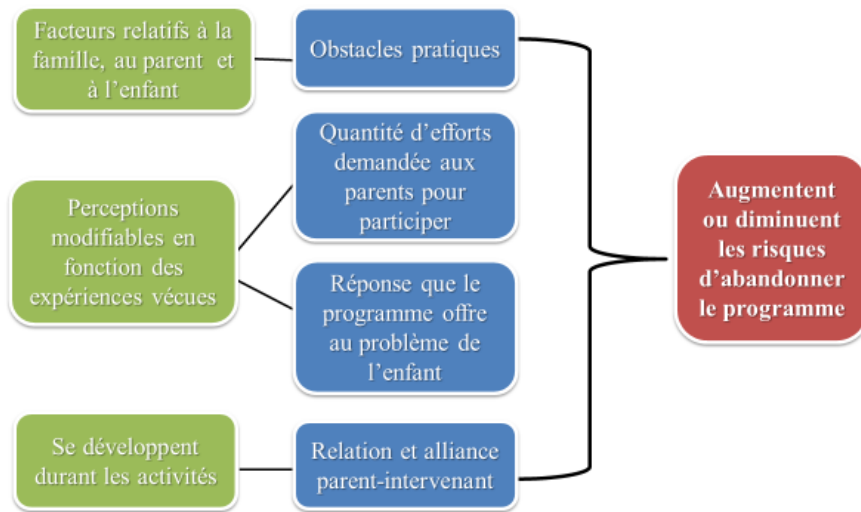 Facteurs relatifs à la
famille, au parent et
à l'enfant
Obstacles pratiques
Quantité d'efforts
demandée aux
parents pour
participer
Perceptions
modifiables en
fonction des
expériences vécues
Réponse que le
programme offre
au problème de
l'enfant
Se développent
durant les activités
Relation et alliance
parent-intervenant
Augmentent
ou diminuent
les risques
d'abandonner
le programme